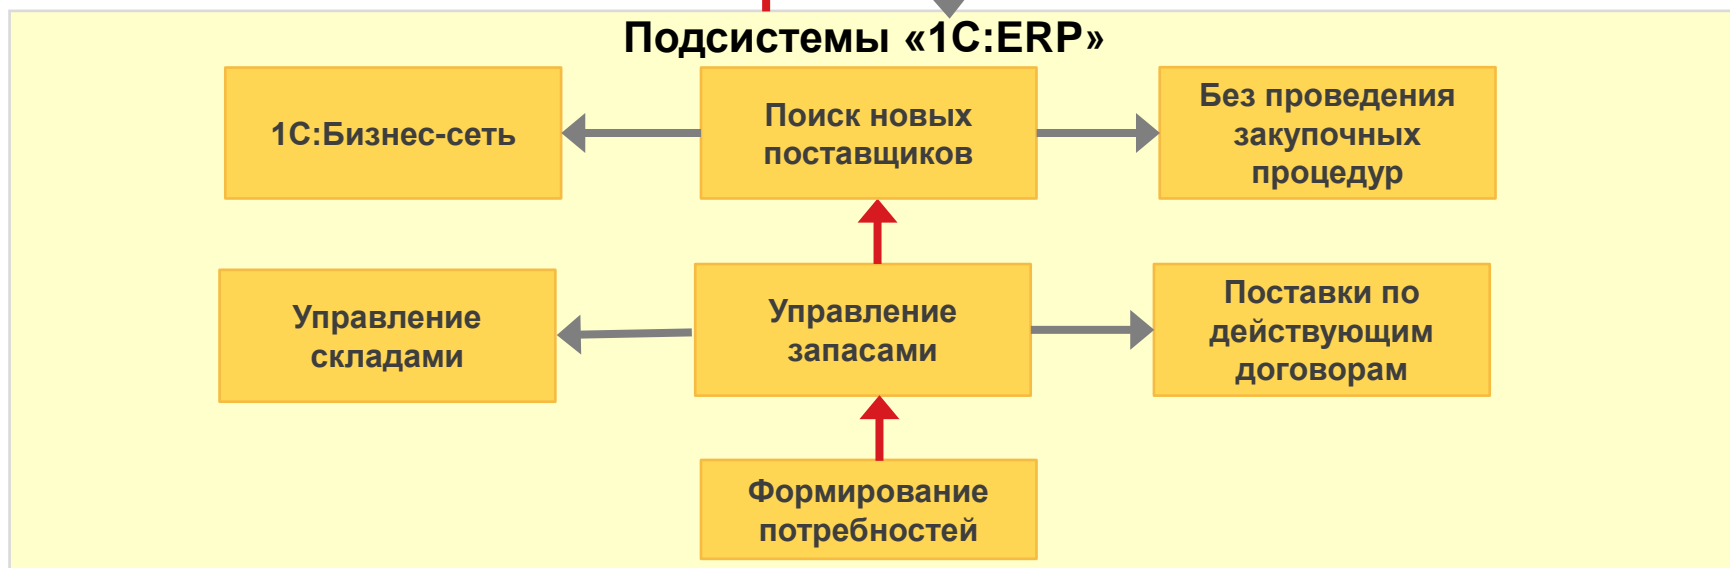 Подсистемы «1С:ERP»
1С:Бизнес-сеть
Поиск новых
поставщиков
Без проведения
закупочных
процедур
Управление
складами
Управление
запасами
Поставки по
действующим
договорам
Формирование
потребностей